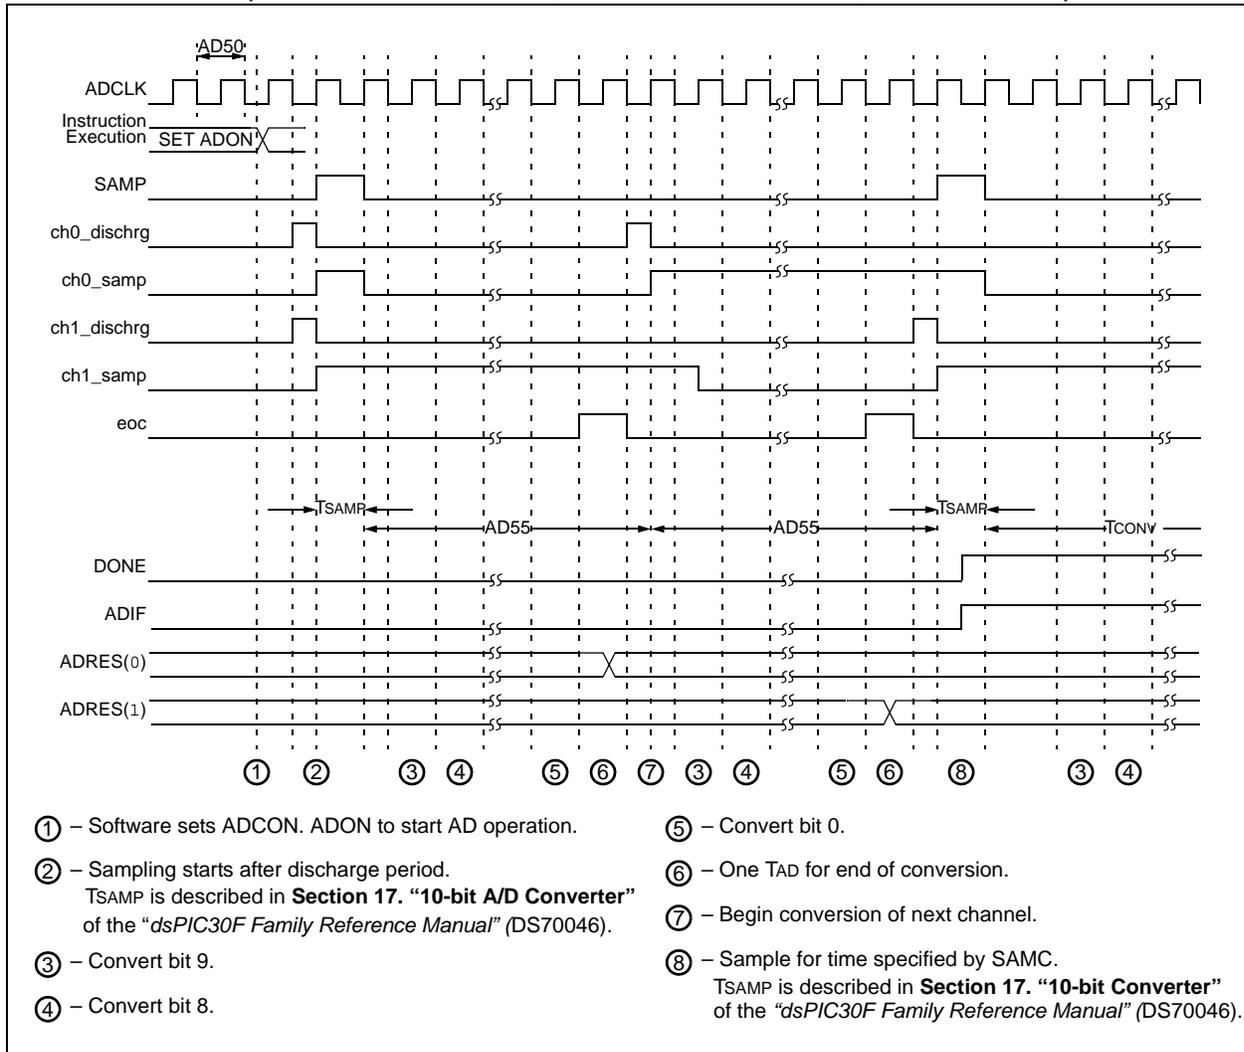 AD50
ADCLK
Instruction
Execution
SET ADON
SAMP
ch0_dischrg
ch0_samp
ch1_dischrg
ch1_samp
eoc
TSAMP
TSAMP
AD55
AD55
TCONV
DONE
ADIF
ADRES(0)
ADRES(1)
1 2 3 4 5 6 7 3 4 5 6 8 3 4
1 – Software sets ADCON. ADON to start AD operation.
2 – Sampling starts after discharge period.
TSAMP is described in Section 17. “10-bit A/D Converter”
of the “dsPIC30F Family Reference Manual” (DS70046).
3 – Convert bit 9.
4 – Convert bit 8.
5 – Convert bit 0.
6 – One TAD for end of conversion.
7 – Begin conversion of next channel.
8 – Sample for time specified by SAMC.
TSAMP is described in Section 17. “10-bit Converter”
of the “dsPIC30F Family Reference Manual” (DS70046).